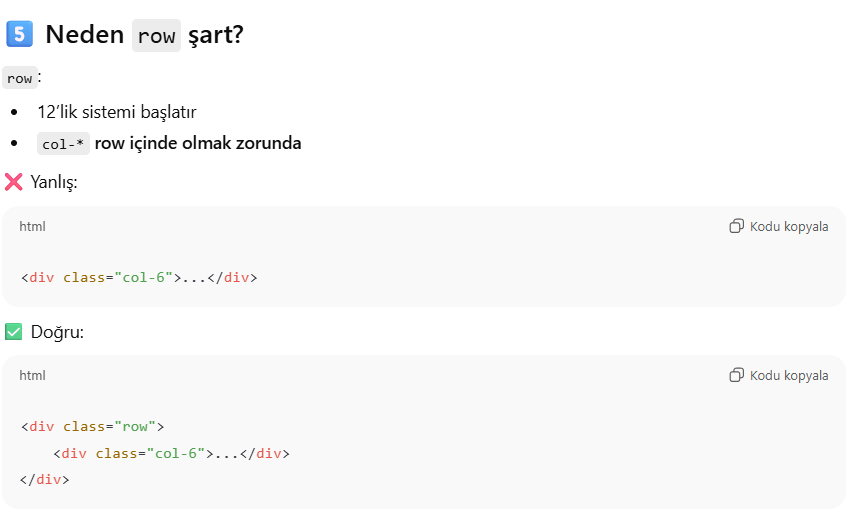 5 Neden row şart?
row:
• 12’lik sistemi başlatır
• col-* row içinde olmak zorunda
❌ Yanlış:
html Kodu kopyala
<div class="col-6">...</div>
✅ Doğru:
html Kodu kopyala
<div class="row">
    <div class="col-6">...</div>
</div>